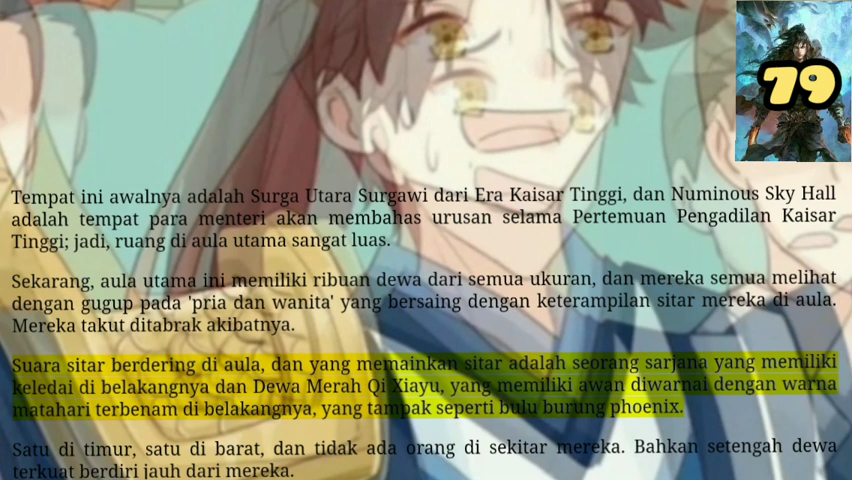 79
Tempat ini awalnya adalah Surga Utara Surgawi dari Era Kaisar Tinggi, dan Numinous Sky Hall
adalah tempat para menteri akan membahas urusan selama Pertemuan Pengadilan Kaisar
Tinggi; jadi, ruang di aula utama sangat luas.
Sekarang, aula utama ini memiliki ribuan dewa dari semua ukuran, dan mereka semua melihat
dengan gugup pada 'pria dan wanita' yang bersaing dengan keterampilan sitar mereka di aula.
Mereka takut ditabrak akibatnya.
Suara sitar berdering di aula, dan yang memainkan sitar adalah seorang sarjana yang memiliki
keledai di belakangnya dan Dewa Merah Qi Xiayu, yang memiliki awan diwarnai dengan warna
matahari terbenam di belakangnya, yang tampak seperti bulu burung phoenix.
Satu di timur, satu di barat, dan tidak ada orang di sekitar mereka. Bahkan setengah dewa
terkuat berdiri jauh dari mereka.